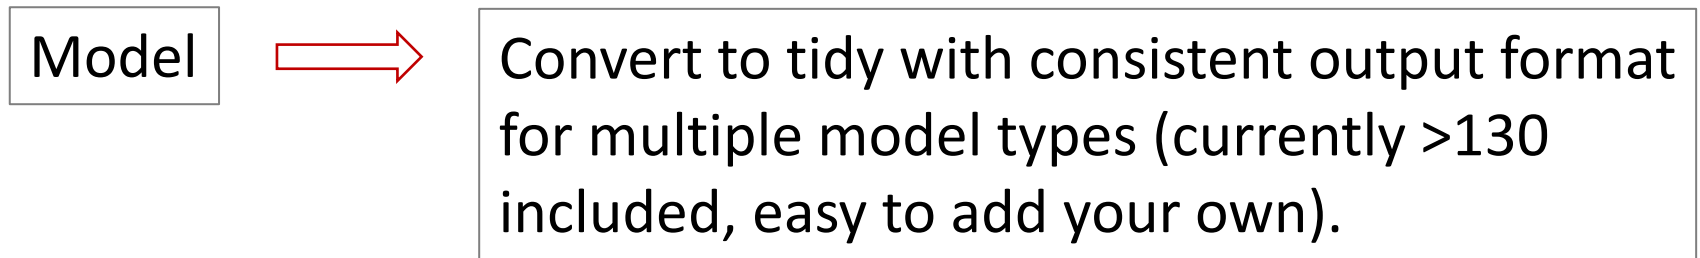 Model
Convert to tidy with consistent output format
for multiple model types (currently >130
included, easy to add your own).